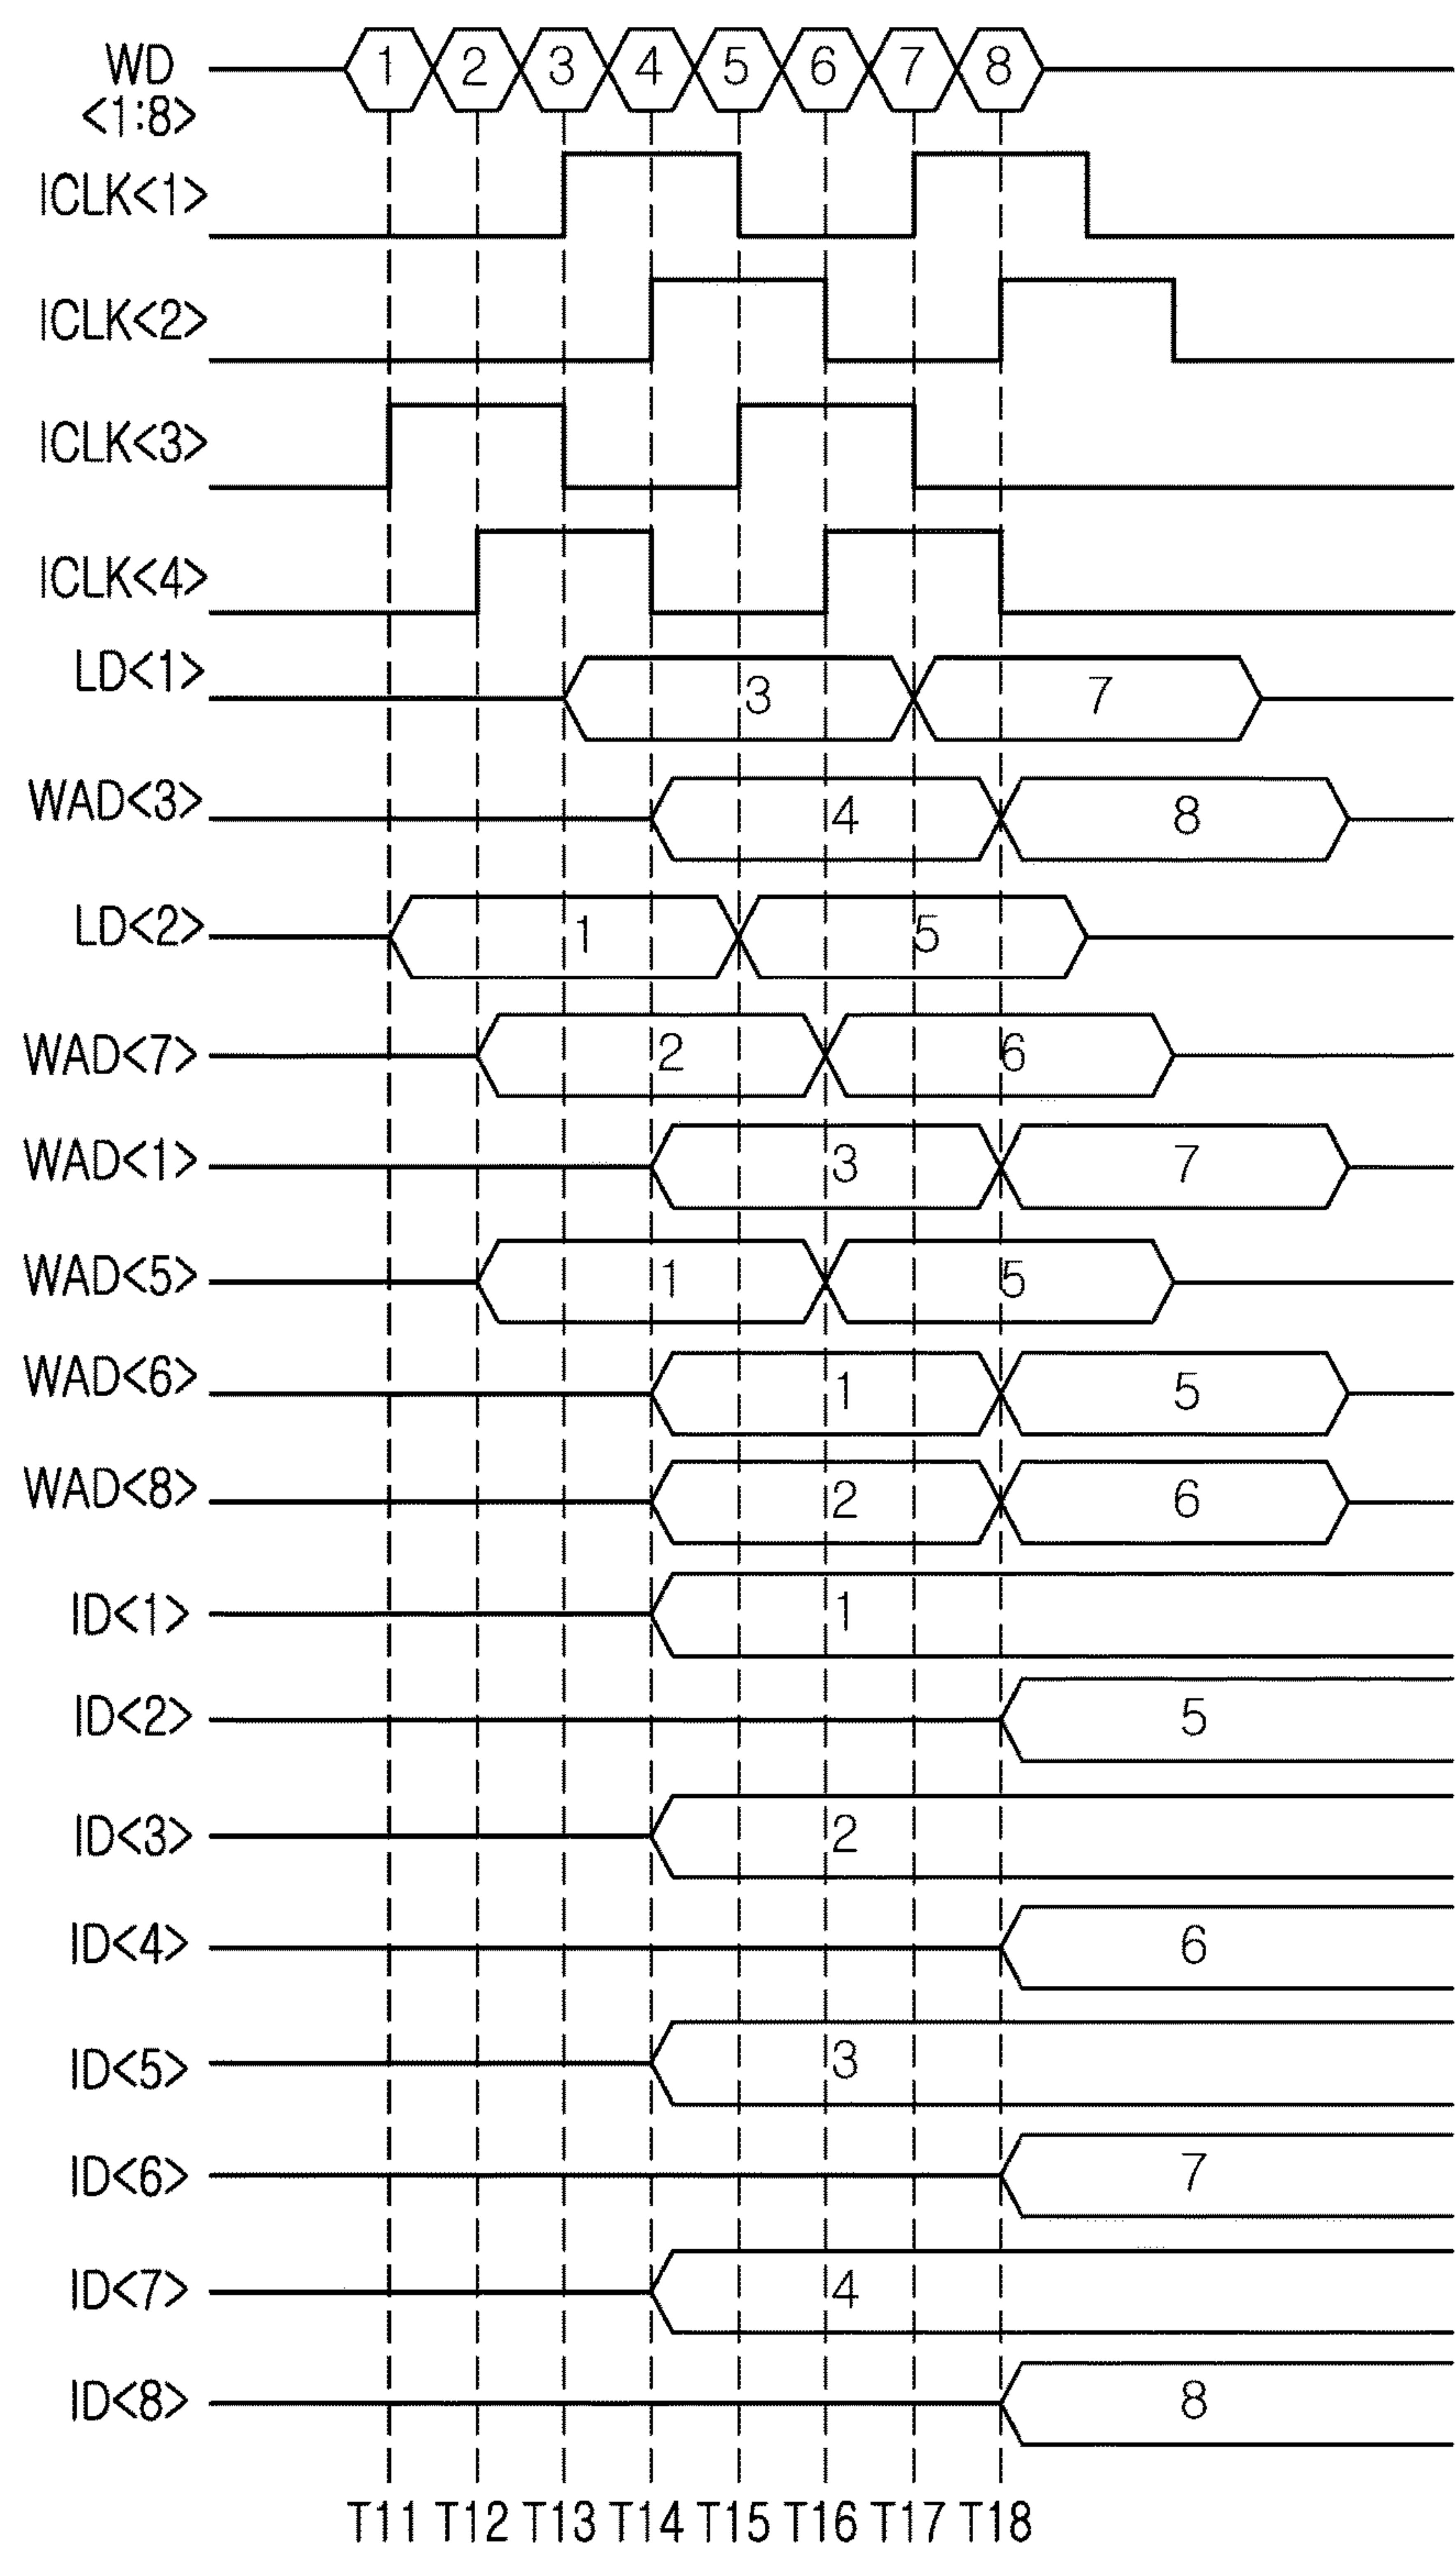 WD 1 2 3 4 5 6 7 8
<1:8>
ICLK<1>
ICLK<2>
ICLK<3>
ICLK<4>
LD<1> 3 7
WAD<3> 4 8
LD<2> 1 5
WAD<7> 2 6
WAD<1> 3 7
WAD<5> 1 5
WAD<6> 1 5
WAD<8> 2 6
ID<1> 1
ID<2> 5
ID<3> 2
ID<4> 6
ID<5> 3
ID<6> 7
ID<7> 4
ID<8> 8
T11 T12 T13 T14 T15 T16 T17 T18